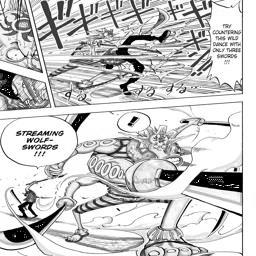 TRY
COUNTERING
THIS WILD
DANCE WITH
ONLY THREE
SWORDS
!!!
STREAMING
WOLF-
SWORDS
!!!